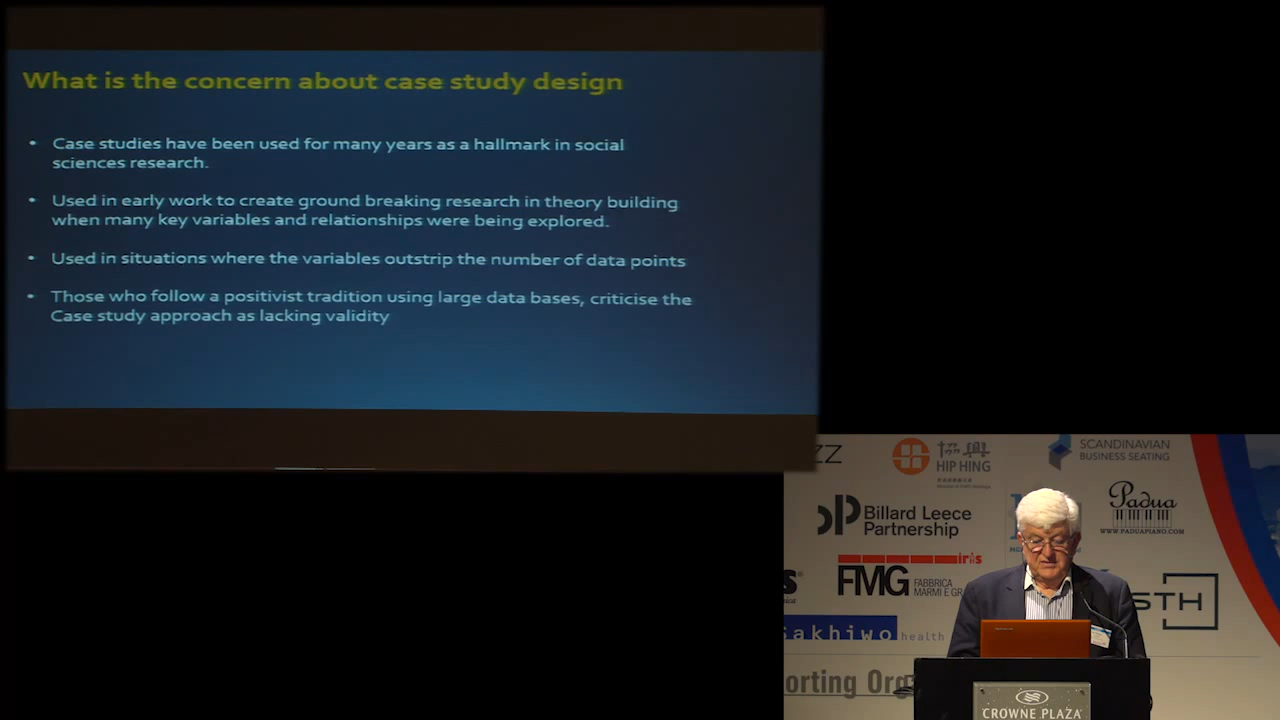 What is the concern about case study design
• Case studies have been used for many years as a hallmark in social
sciences research.
• Used in early work to create ground breaking research in theory building
when many key variables and relationships were being explored.
• Used in situations where the variables outstrip the number of data points
• Those who follow a positivist tradition using large data bases, criticise the
Case study approach as lacking validity
ZZ
HIP HING
SCANDINAVIAN
BUSINESS SEATING
Billard Leece
Partnership
Padua
WWW.PADUAPIANO.COM
iris
FMG
FABBRICA
MARMI E GR
STH
sakhiwo health
orting Org
CROWNE PLAZA